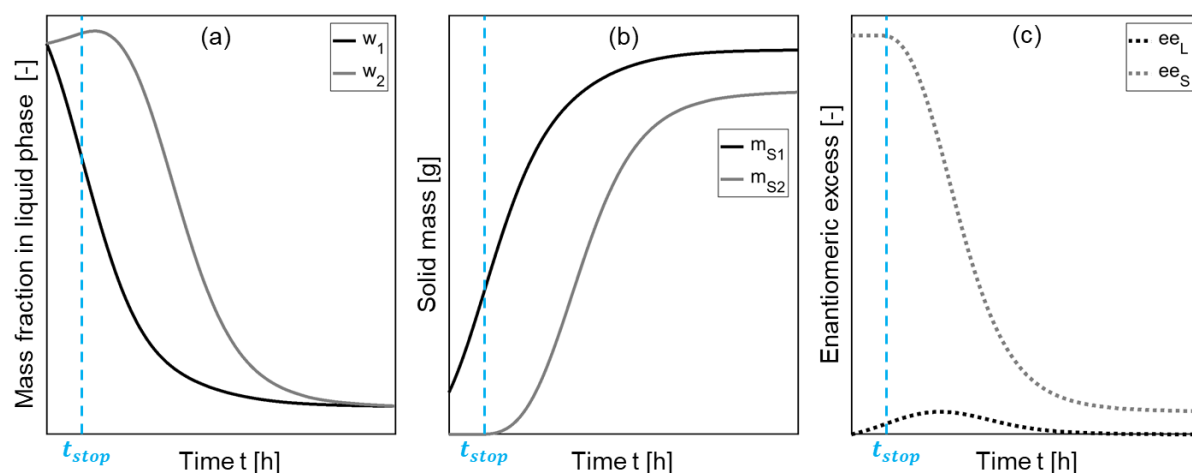 Mass fraction in liquid phase [-]
(a)
w1
w2
tstop
Time t [h]
Solid mass [g]
(b)
mS1
mS2
tstop
Time t [h]
Enantiomeric excess [-]
(c)
eeL
eeS
tstop
Time t [h]